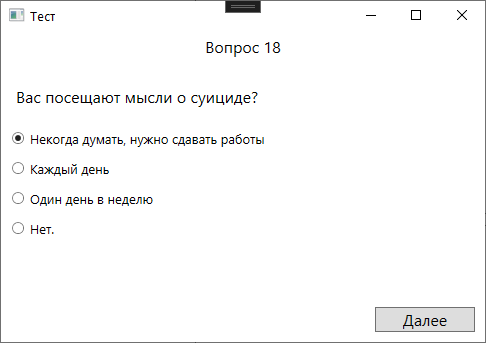 Тест
Вопрос 18
Вас посещают мысли о суициде?
Некогда думать, нужно сдавать работы
Каждый день
Один день в неделю
Нет.
Далее